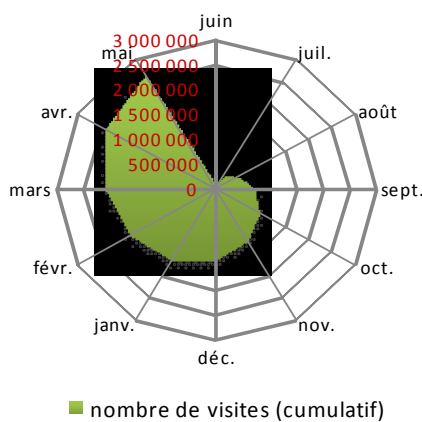 juin
3 000 000
mai
juil.
2 500 000
2 000 000
avr.
août
1 500 000
1 000 000
500 000
mars
0
sept.
févr.
oct.
janv.
nov.
déc.
nombre de visites (cumulatif)